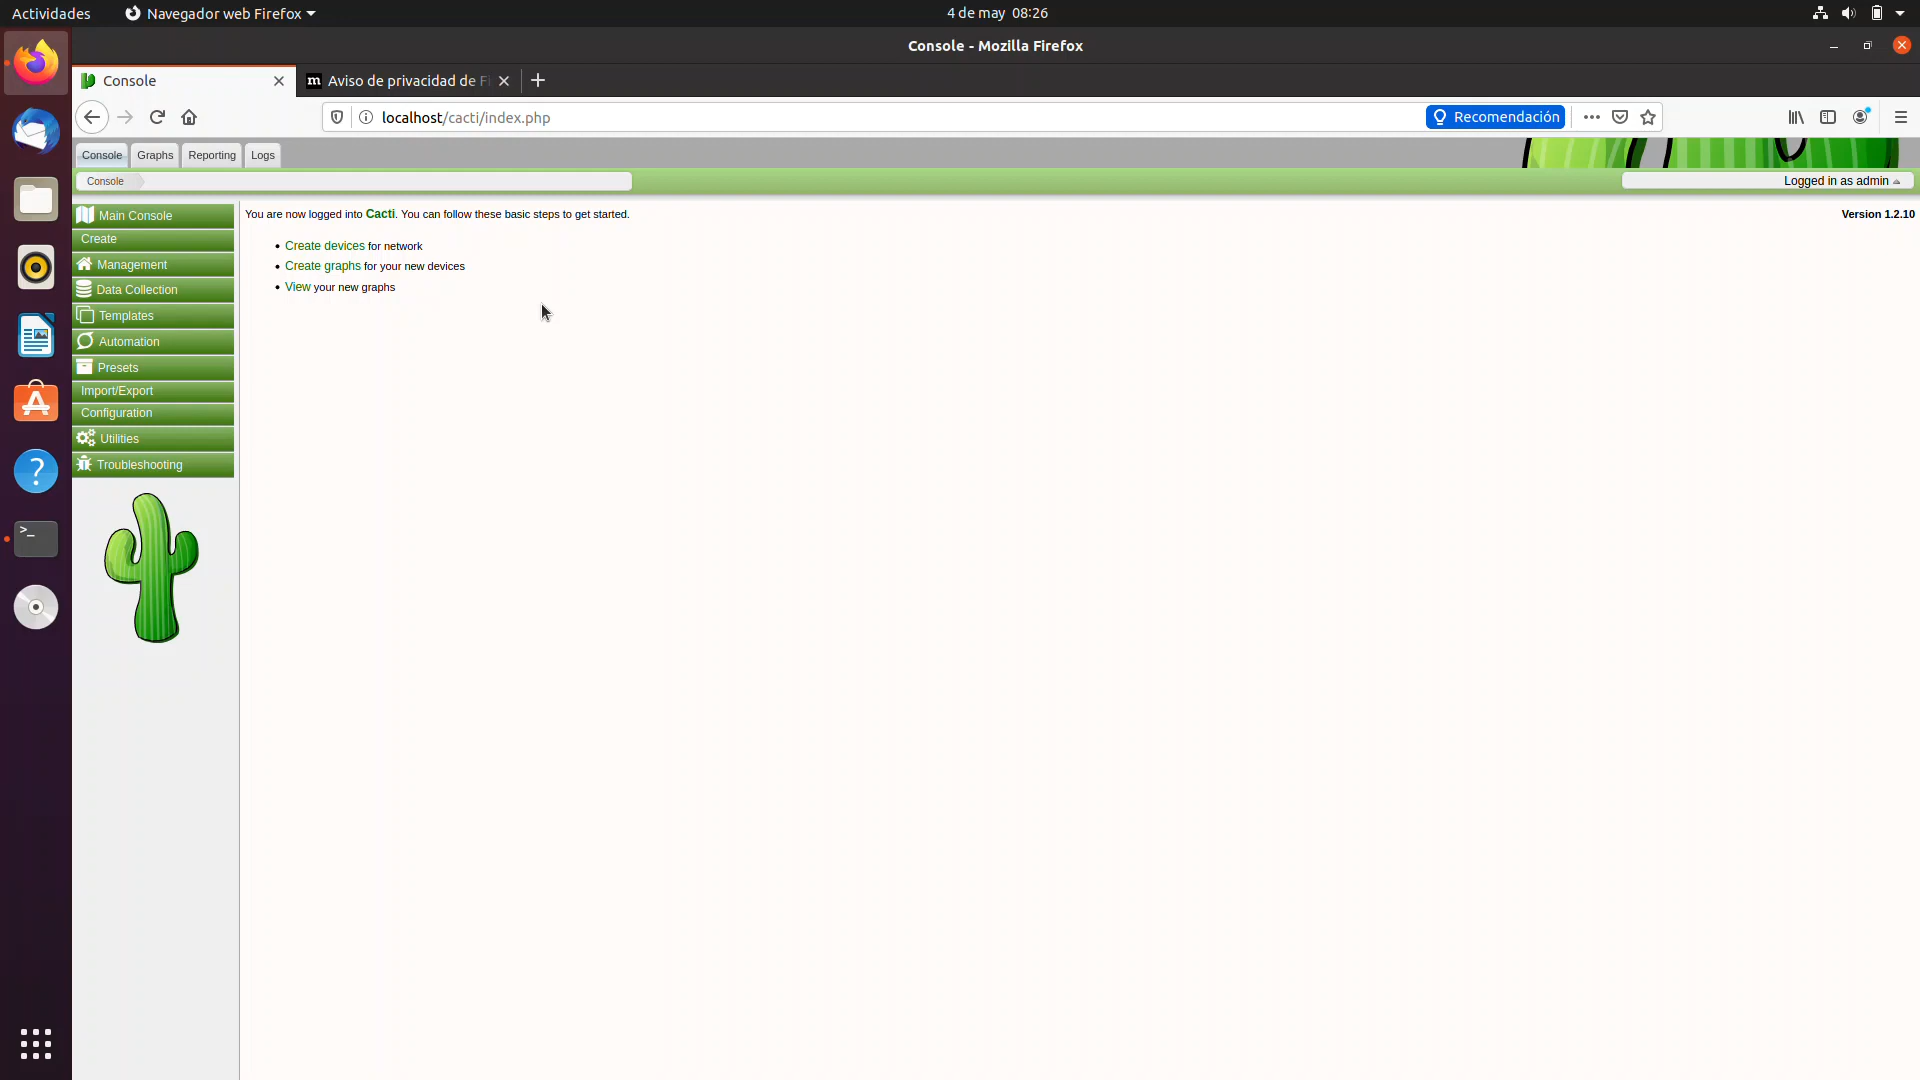 Actividades
Navegador web Firefox
4 de may 08:26
Console - Mozilla Firefox
Console
Aviso de privacidad de Fi
localhost/cacti/index.php
Recomendación
Console
Graphs
Reporting
Logs
Console
Logged in as admin
Main Console
Create
Management
Data Collection
Templates
Automation
Presets
Import/Export
Configuration
Utilities
Troubleshooting
You are now logged into Cacti. You can follow these basic steps to get started.
Version 1.2.10
Create devices for network
Create graphs for your new devices
View your new graphs